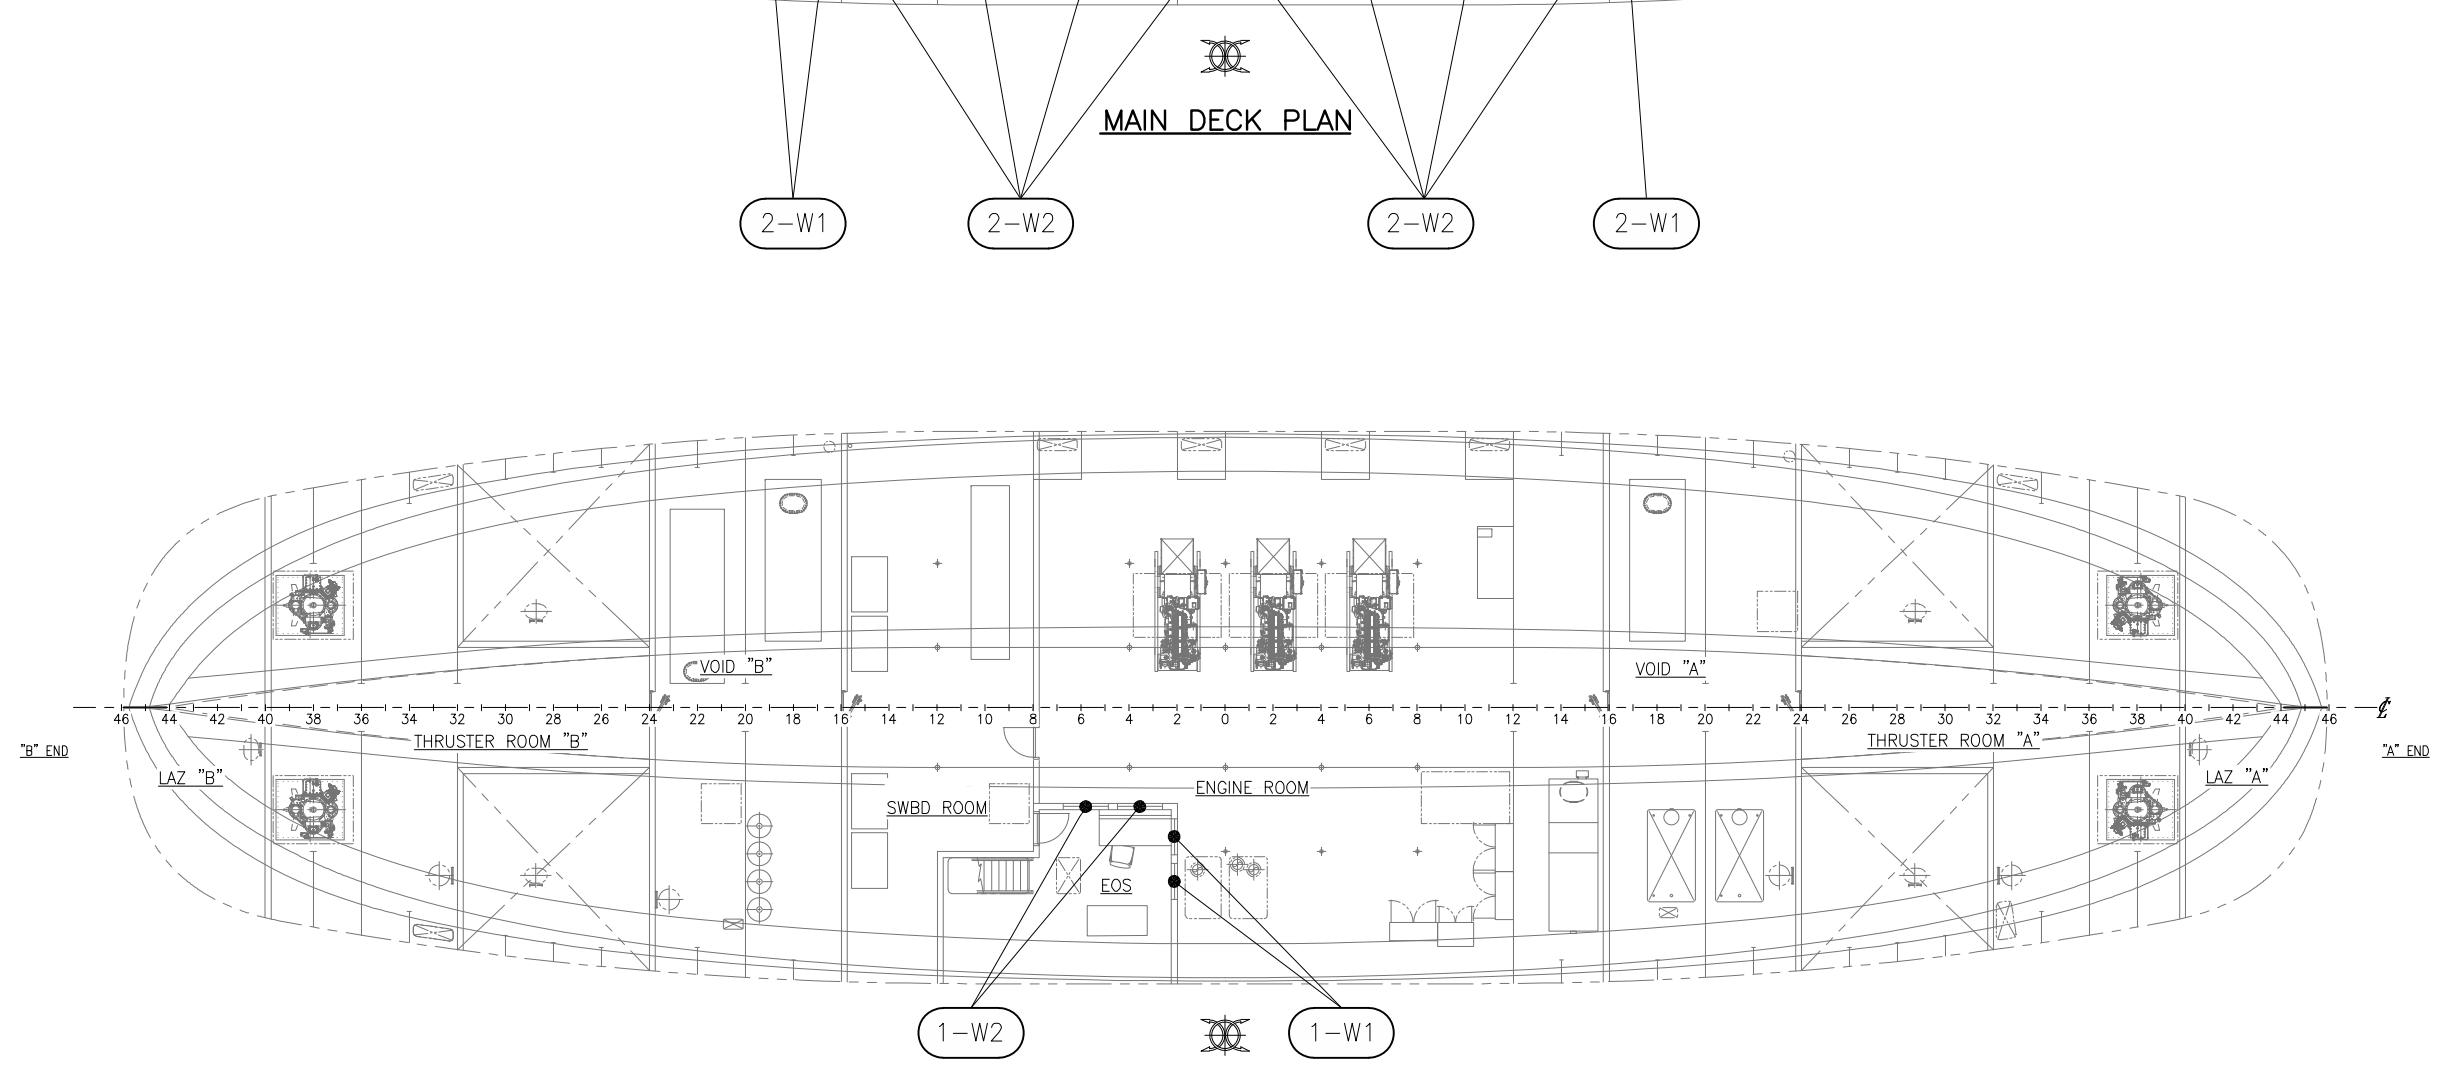 MAIN DECK PLAN
2-W1 2-W2 2-W2 2-W1
VOID "B" VOID "A"
46 44 42 40 38 36 34 32 30 28 26 24 22 20 18 16 14 12 10 8 6 4 2 0 2 4 6 8 10 12 14 16 18 20 22 24 26 28 30 32 34 36 38 40 42 44 46
THRUSTER ROOM "B" THRUSTER ROOM "A"
"B" END "A" END
LAZ "B" LAZ "A"
ENGINE ROOM
SWBD ROOM
EOS
1-W2 1-W1